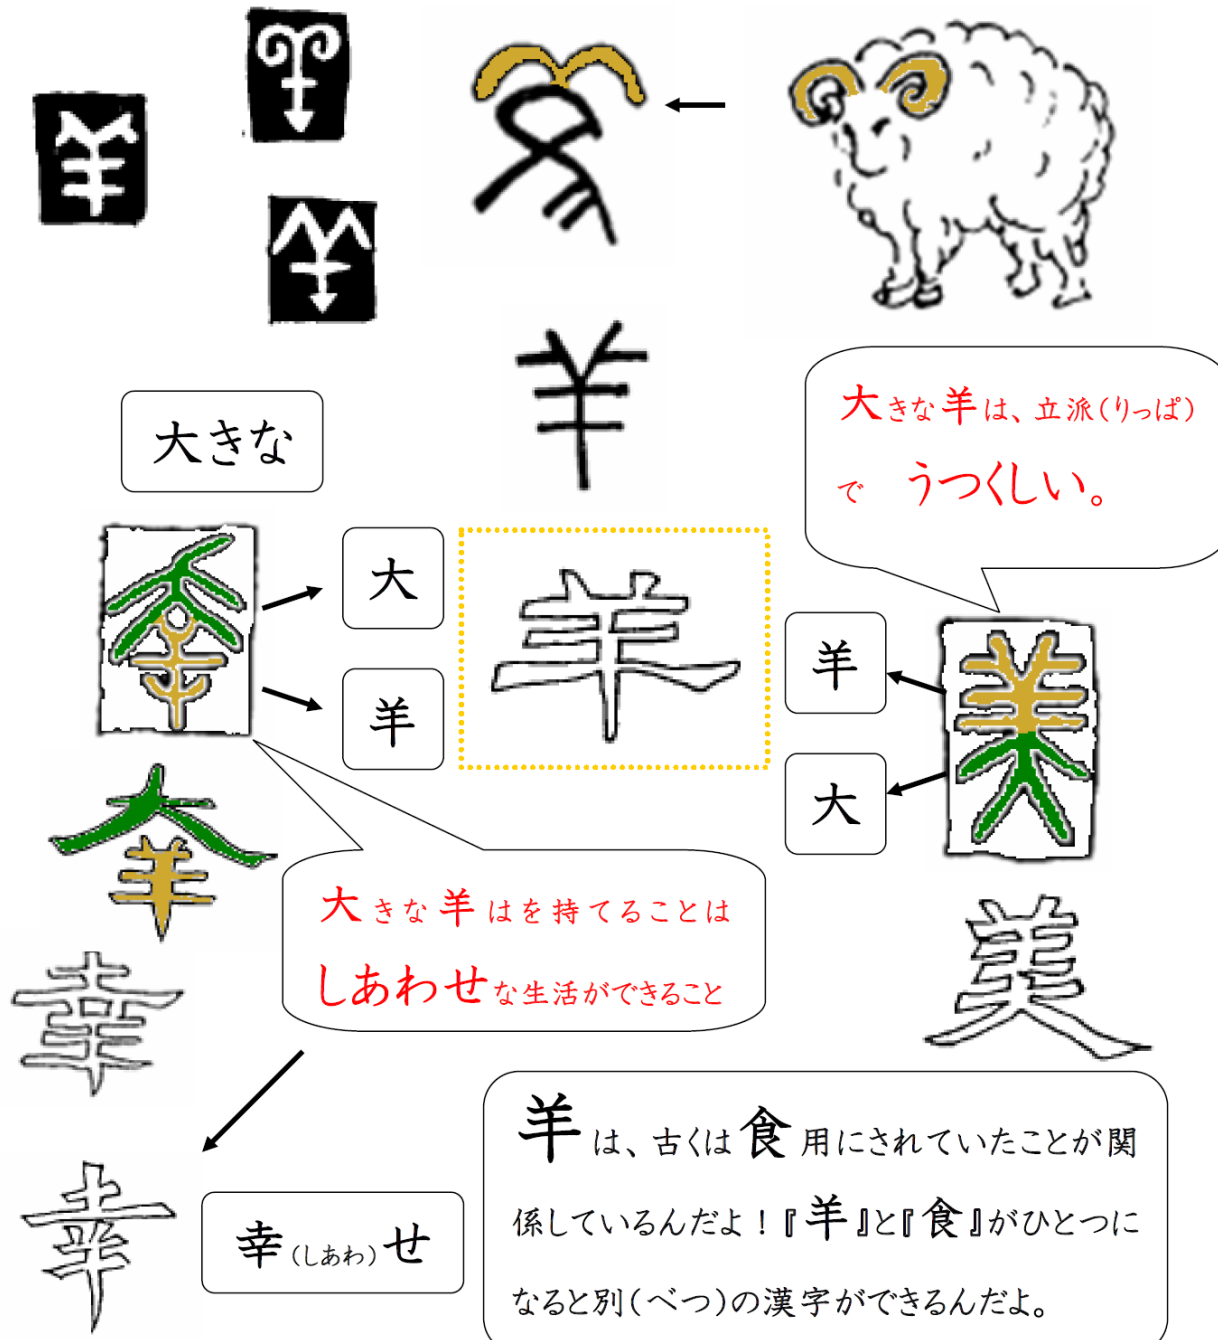 羊
大きな
大きな羊は、立派(りっぱ)
で うつくしい。
大
羊
羊
羊
大
大きな羊はを持てることは
しあわせな生活ができること
美
幸
幸
幸(しあわ)せ
羊は、古くは食用にされていたことが関
係しているんだよ！『羊』と『食』がひとつに
なると別(べつ)の漢字ができるんだよ。